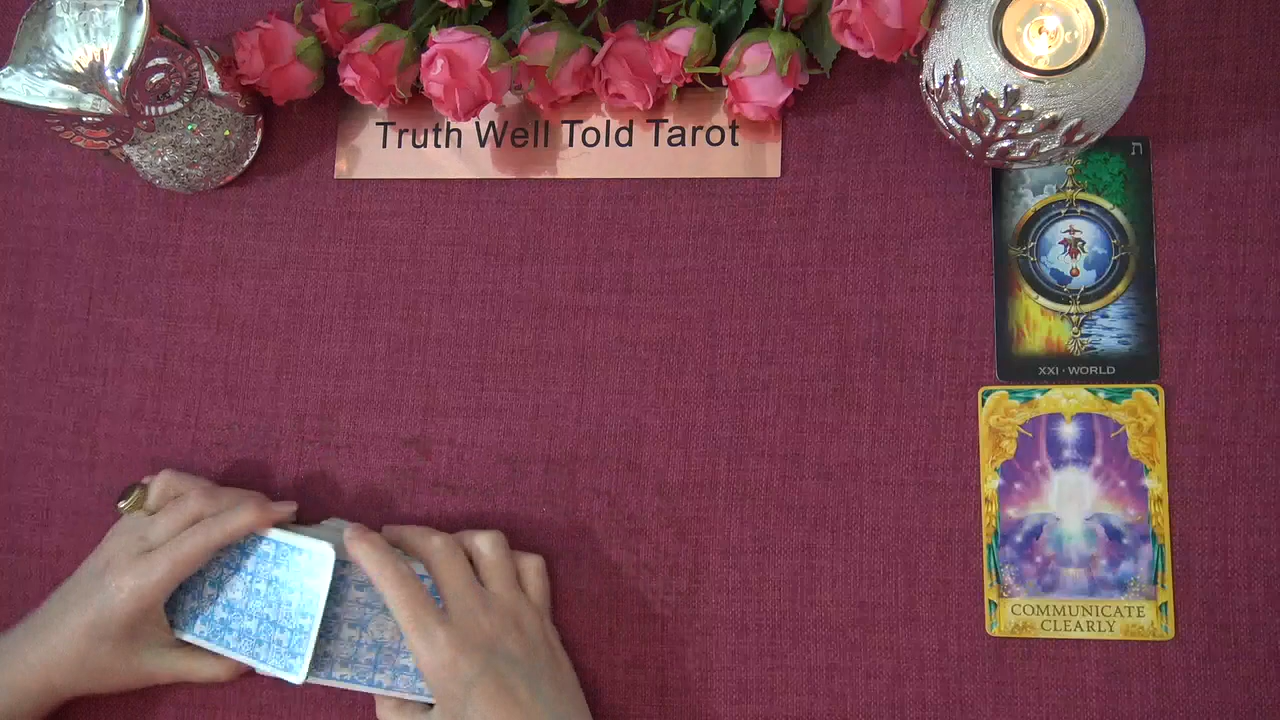 Truth Well Told Tarot
ת
XXI · WORLD
COMMUNICATE
CLEARLY